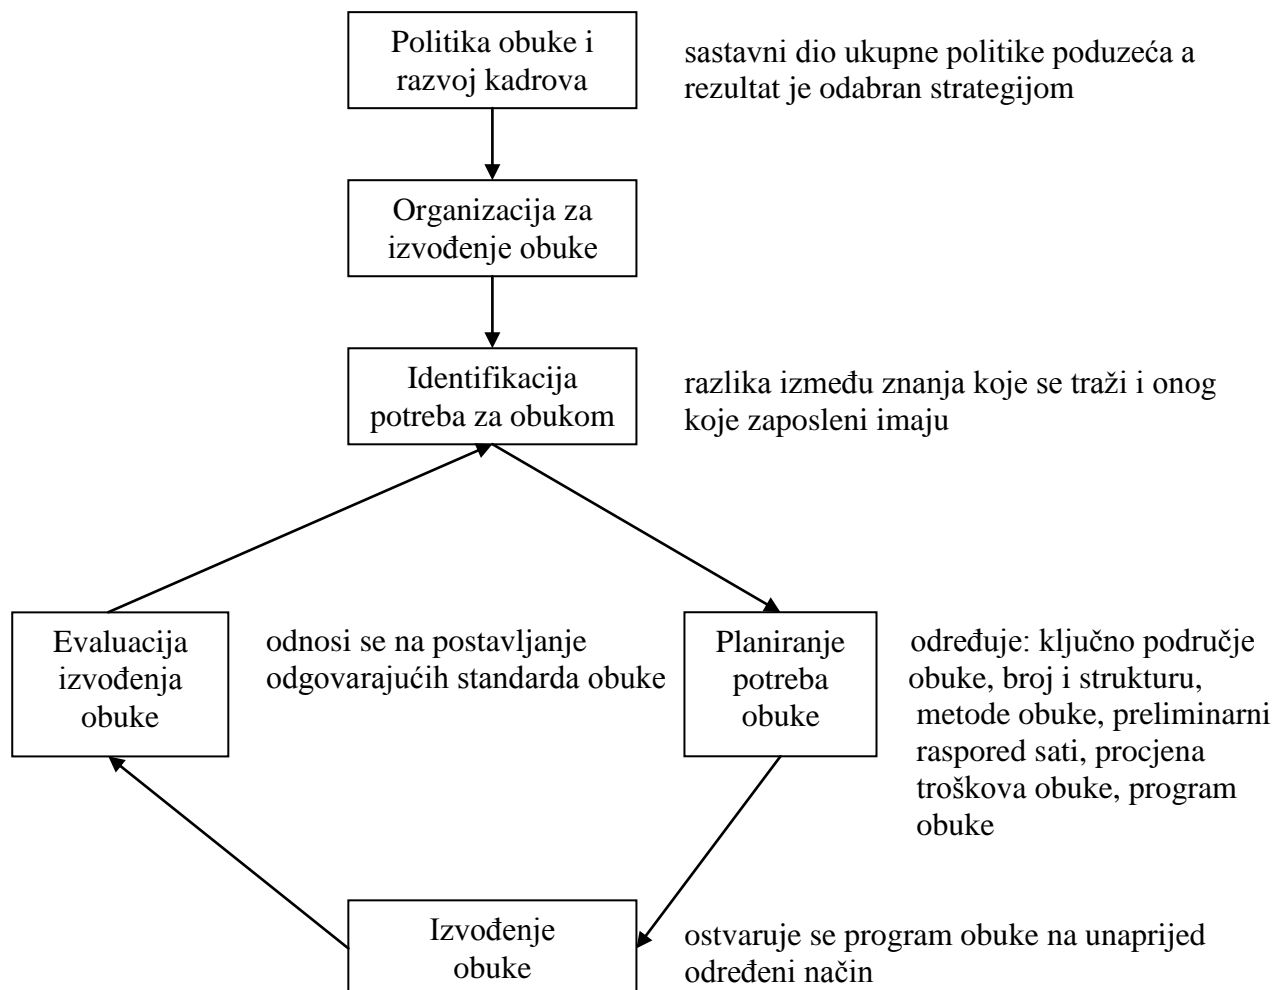 Politika obuke i
razvoj kadrova
sastavni dio ukupne politike poduzeća a
rezultat je odabran strategijom
Organizacija za
izvođenje obuke
Identifikacija
potreba za obukom
razlika između znanja koje se traži i onog
koje zaposleni imaju
Evaluacija
izvođenja
obuke
odnosi se na postavljanje
odgovarajućih standarda obuke
Planiranje
potreba
obuke
određuje: ključno područje
obuke, broj i strukturu,
metode obuke, preliminarni
raspored sati, procjena
troškova obuke, program
obuke
Izvođenje
obuke
ostvaruje se program obuke na unaprijed
određeni način